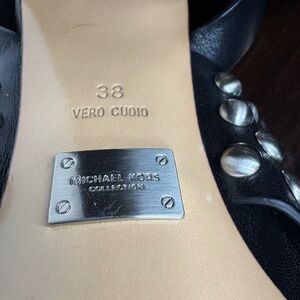 38
VERO CUOIO
MICHAEL KORS
COLLECTION